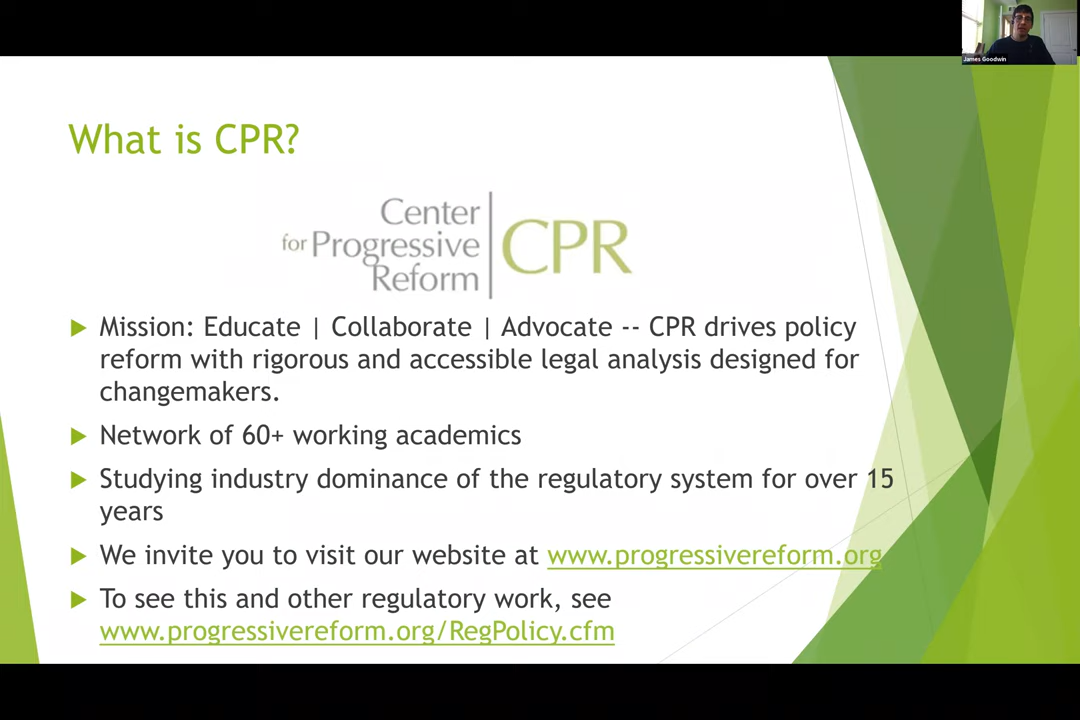 James Goodwin
What is CPR?
Center
for Progressive
Reform
CPR
► Mission: Educate | Collaborate | Advocate -- CPR drives policy
reform with rigorous and accessible legal analysis designed for
changemakers.
► Network of 60+ working academics
► Studying industry dominance of the regulatory system for over 15
years
► We invite you to visit our website at www.progressivereform.org
► To see this and other regulatory work, see
www.progressivereform.org/RegPolicy.cfm